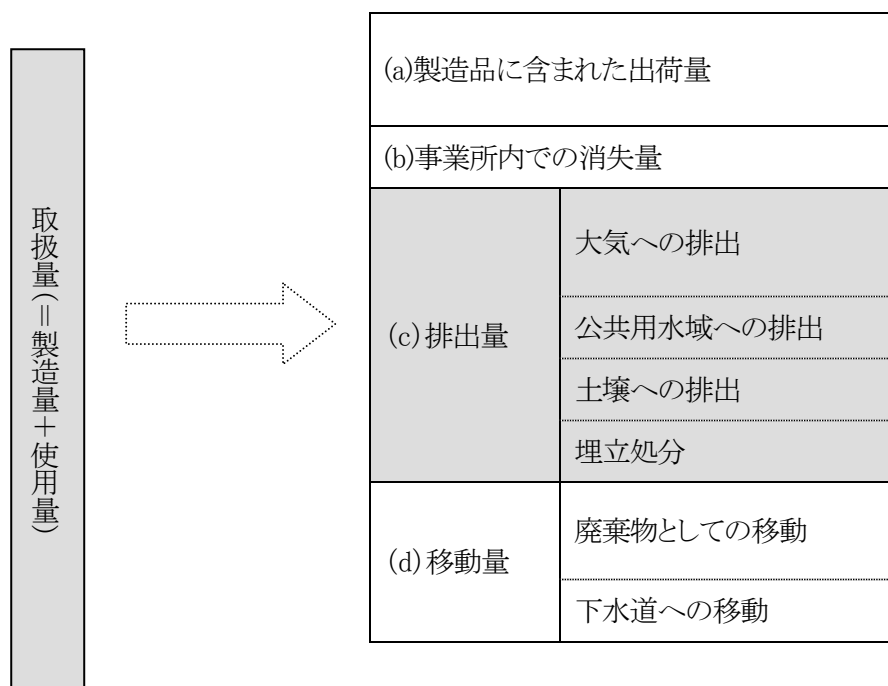 取扱量(=製造量+使用量)
(a)製造品に含まれた出荷量
(b)事業所内での消失量
(c)排出量
大気への排出
公共用水域への排出
土壌への排出
埋立処分
(d)移動量
廃棄物としての移動
下水道への移動